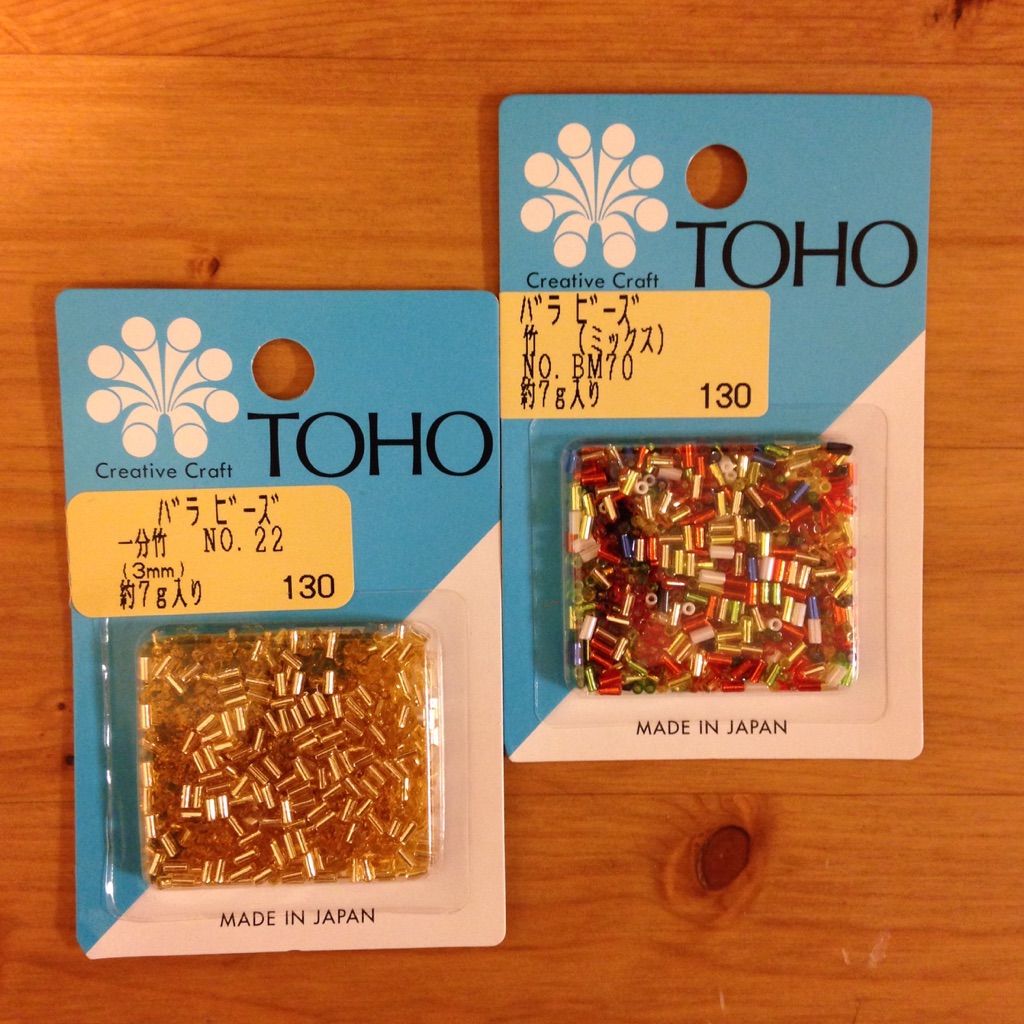 Creative Craft
TOHO
バラ ビーズ
一分竹 NO.22
(3mm)
約7g入り
130
MADE IN JAPAN
Creative Craft
TOHO
バラ ビーズ
竹 (ミックス)
NO.BM70
約7g入り
130
MADE IN JAPAN